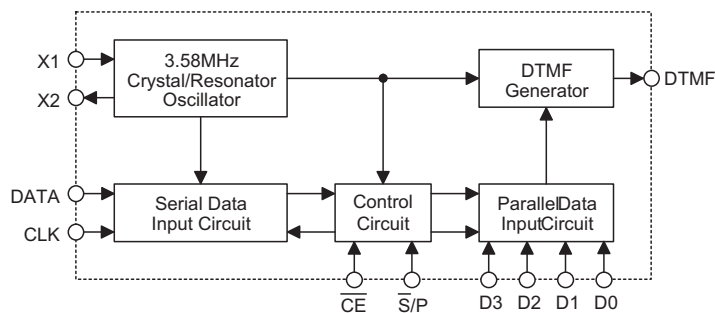 X1
X2
3.58MHz
Crystal/Resonator
Oscillator
DTMF
Generator
DTMF
DATA
CLK
Serial Data
Input Circuit
Control
Circuit
ParallelData
InputCircuit
C̅E̅
S̅/P
D3
D2
D1
D0